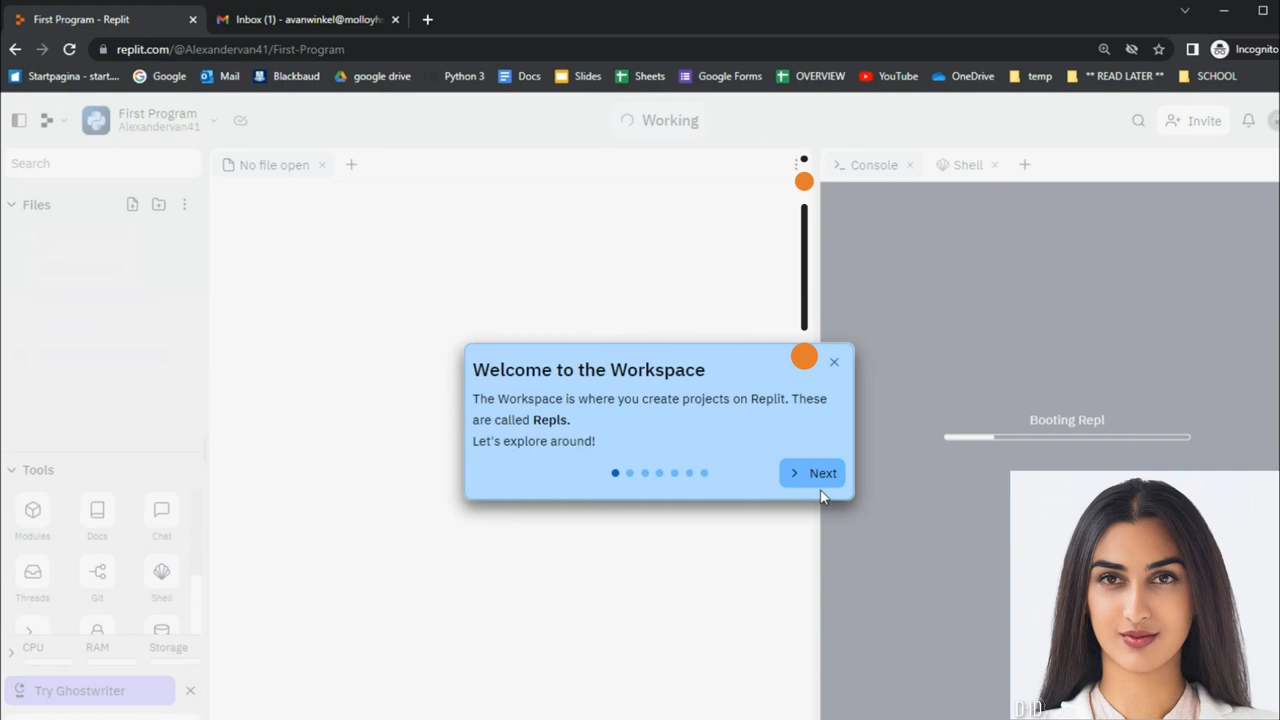 First Program - Replit
Inbox (1) - avanwinkel@molloyh
replit.com/@Alexandervan41/First-Program
Incognito
Startpagina - start....
Google
Mail
Blackbaud
google drive
Python 3
Docs
Slides
Sheets
Google Forms
OVERVIEW
YouTube
OneDrive
temp
** READ LATER **
SCHOOL
First Program
Alexandervan41
Working
Invite
Search
No file open
Console
Shell
Files
Welcome to the Workspace
The Workspace is where you create projects on Replit. These
are called Repls.
Let's explore around!
Next
Booting Repl
Tools
Modules
Docs
Chat
Threads
Git
Shell
CPU
RAM
Storage
Try Ghostwriter
D-ID